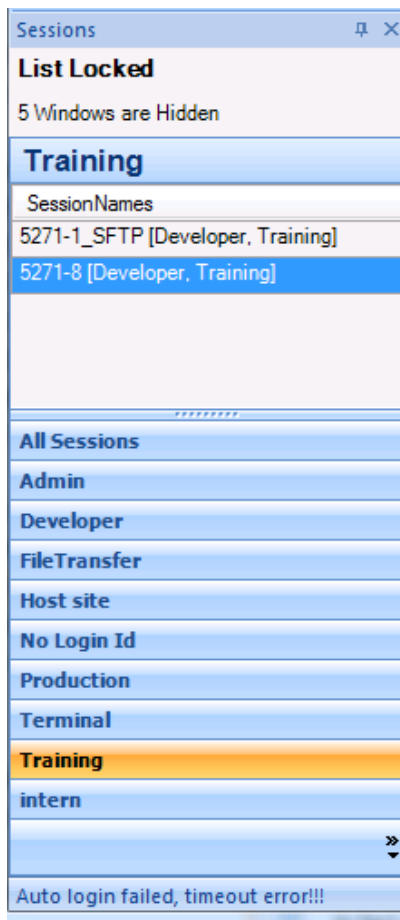 Sessions
List Locked
5 Windows are Hidden
Training
SessionNames
5271-1_SFTP [Developer, Training]
5271-8 [Developer, Training]
All Sessions
Admin
Developer
FileTransfer
Host site
No Login Id
Production
Terminal
Training
intern
Auto login failed, timeout error!!!